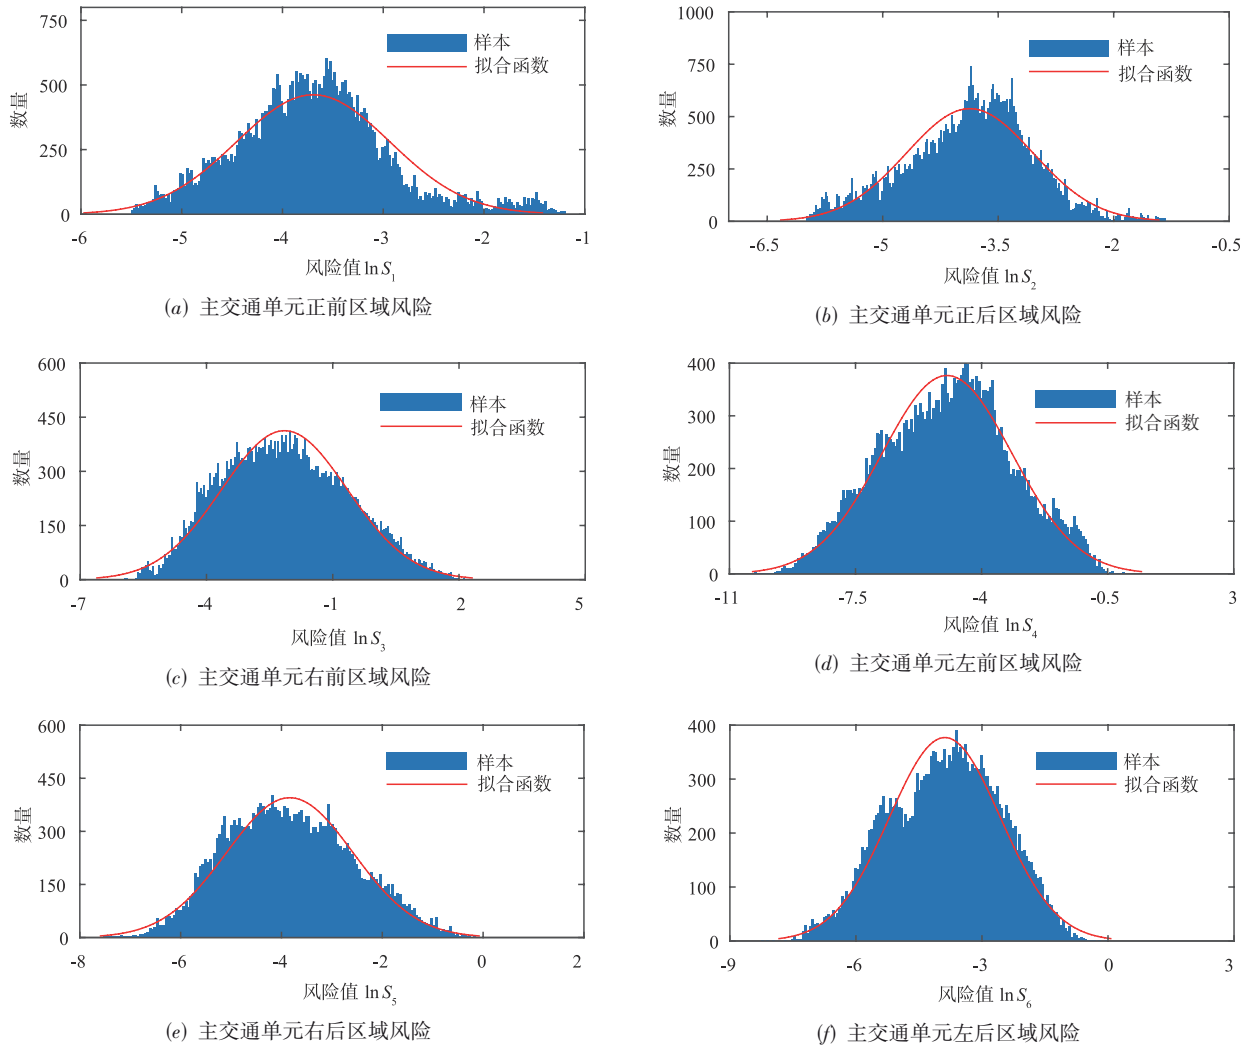 750
500
250
0
数量
样本
拟合函数
-6 -5 -4 -3 -2 -1
风险值 ln S1
(a) 主交通单元正前区域风险
1000
750
500
250
0
数量
样本
拟合函数
-6.5 -5 -3.5 -2 -0.5
风险值 ln S2
(b) 主交通单元正后区域风险
600
450
300
150
0
数量
样本
拟合函数
-7 -4 -1 2 5
风险值 ln S3
(c) 主交通单元右前区域风险
400
300
200
100
0
数量
样本
拟合函数
-11 -7.5 -4 -0.5 3
风险值 ln S4
(d) 主交通单元左前区域风险
600
450
300
150
0
数量
样本
拟合函数
-8 -6 -4 -2 0 2
风险值 ln S5
(e) 主交通单元右后区域风险
400
300
200
100
0
数量
样本
拟合函数
-9 -6 -3 0 3
风险值 ln S6
(f) 主交通单元左后区域风险